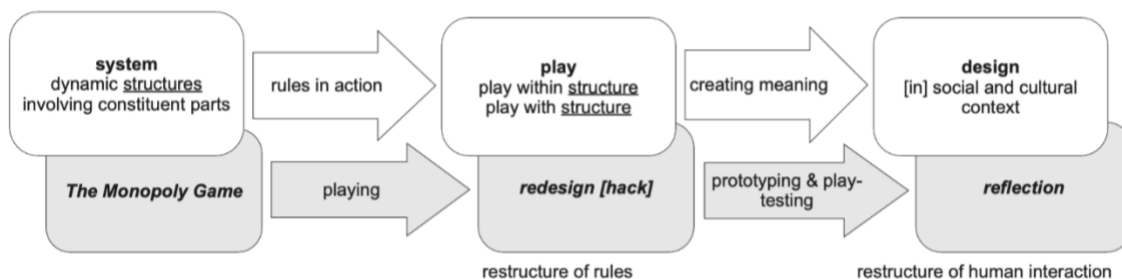 system
dynamic structures
involving constituent parts
rules in action
play
play within structure
play with structure
creating meaning
design
[in] social and cultural
context
The Monopoly Game
playing
redesign [hack]
prototyping & play-
testing
reflection
restructure of rules
restructure of human interaction